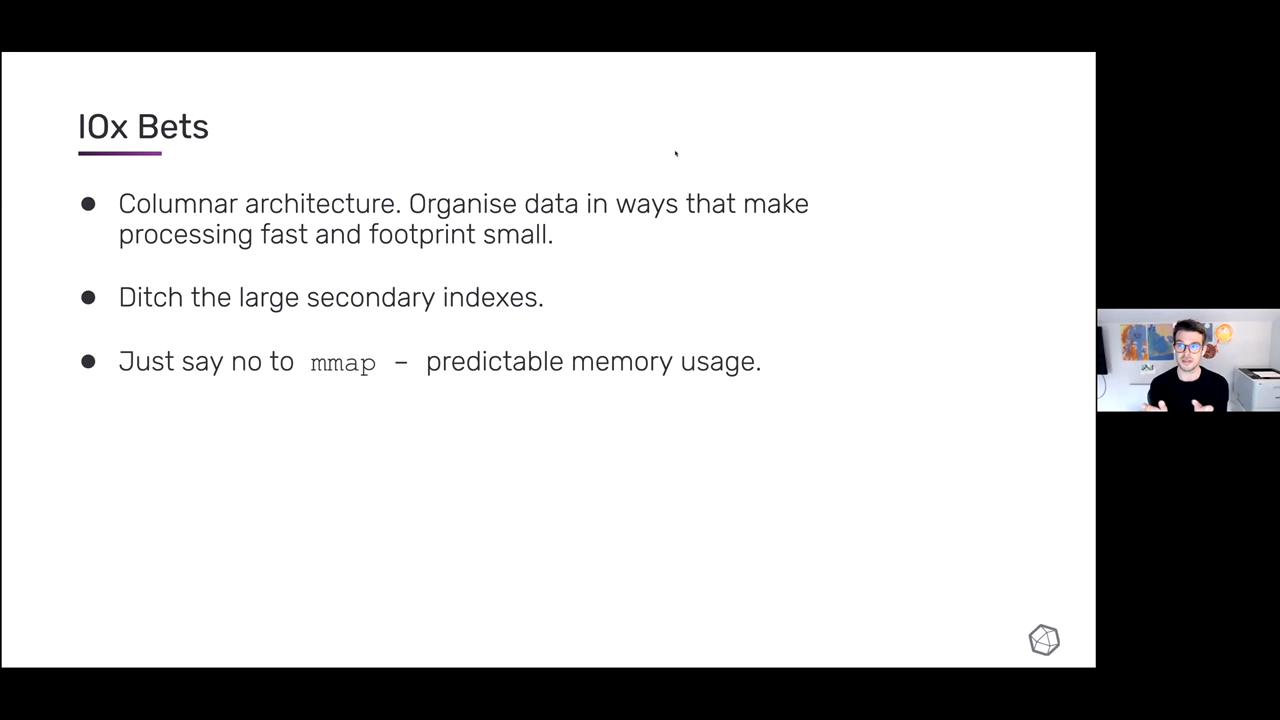 IOx Bets
● Columnar architecture. Organise data in ways that make
processing fast and footprint small.
● Ditch the large secondary indexes.
● Just say no to mmap – predictable memory usage.